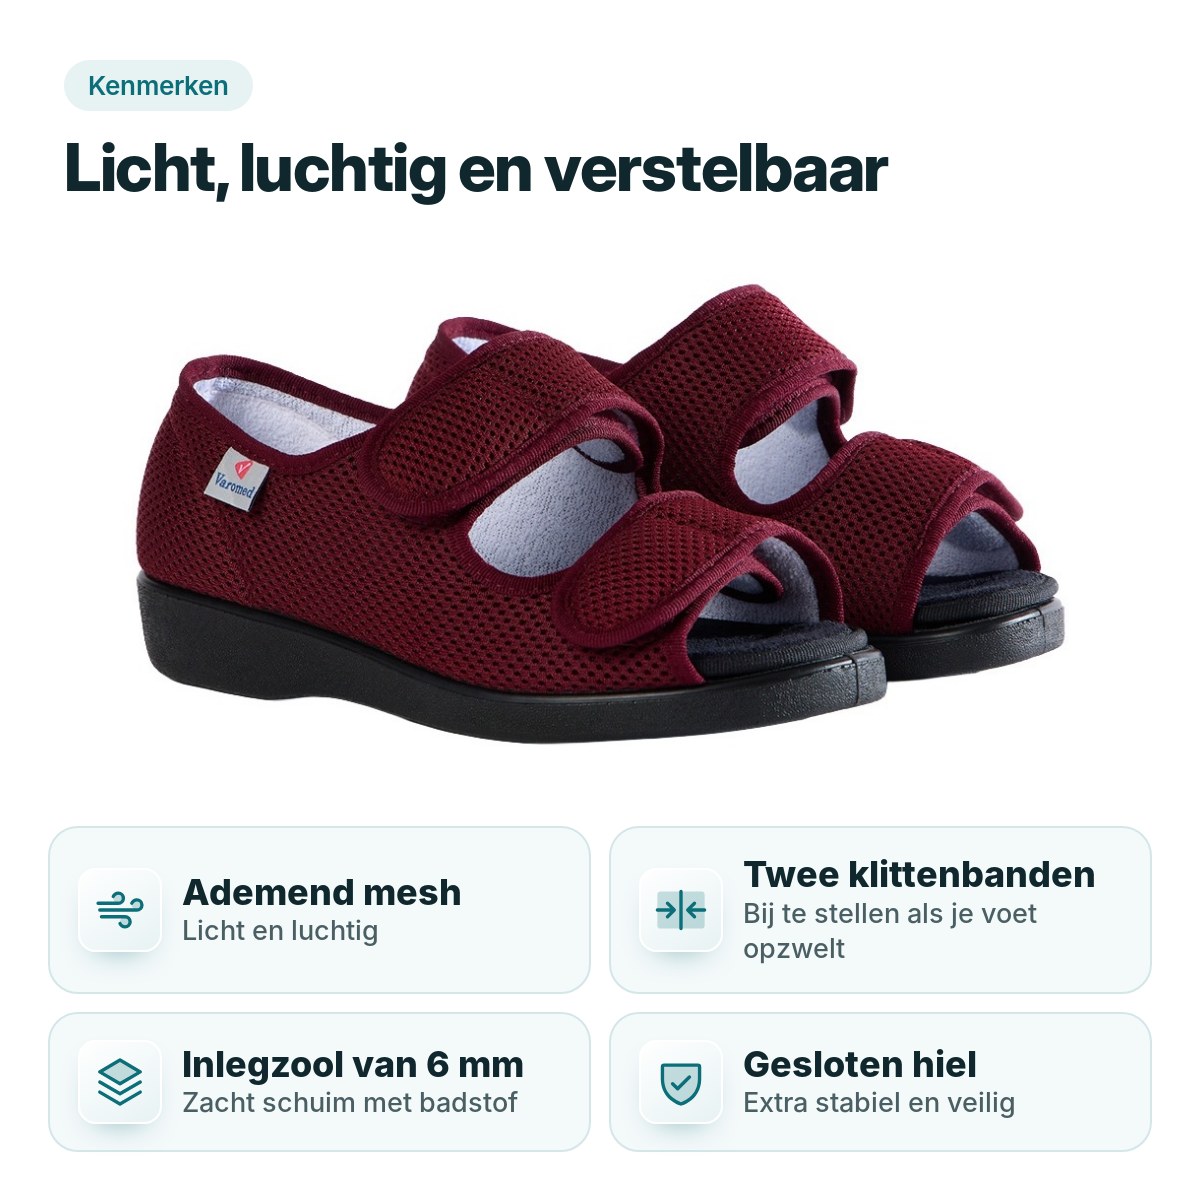 Kenmerken
Licht, luchtig en verstelbaar
Varomed
Ademend mesh
Licht en luchtig
Twee klittenbanden
Bij te stellen als je voet
opzwelt
Inlegzool van 6 mm
Zacht schuim met badstof
Gesloten hiel
Extra stabiel en veilig